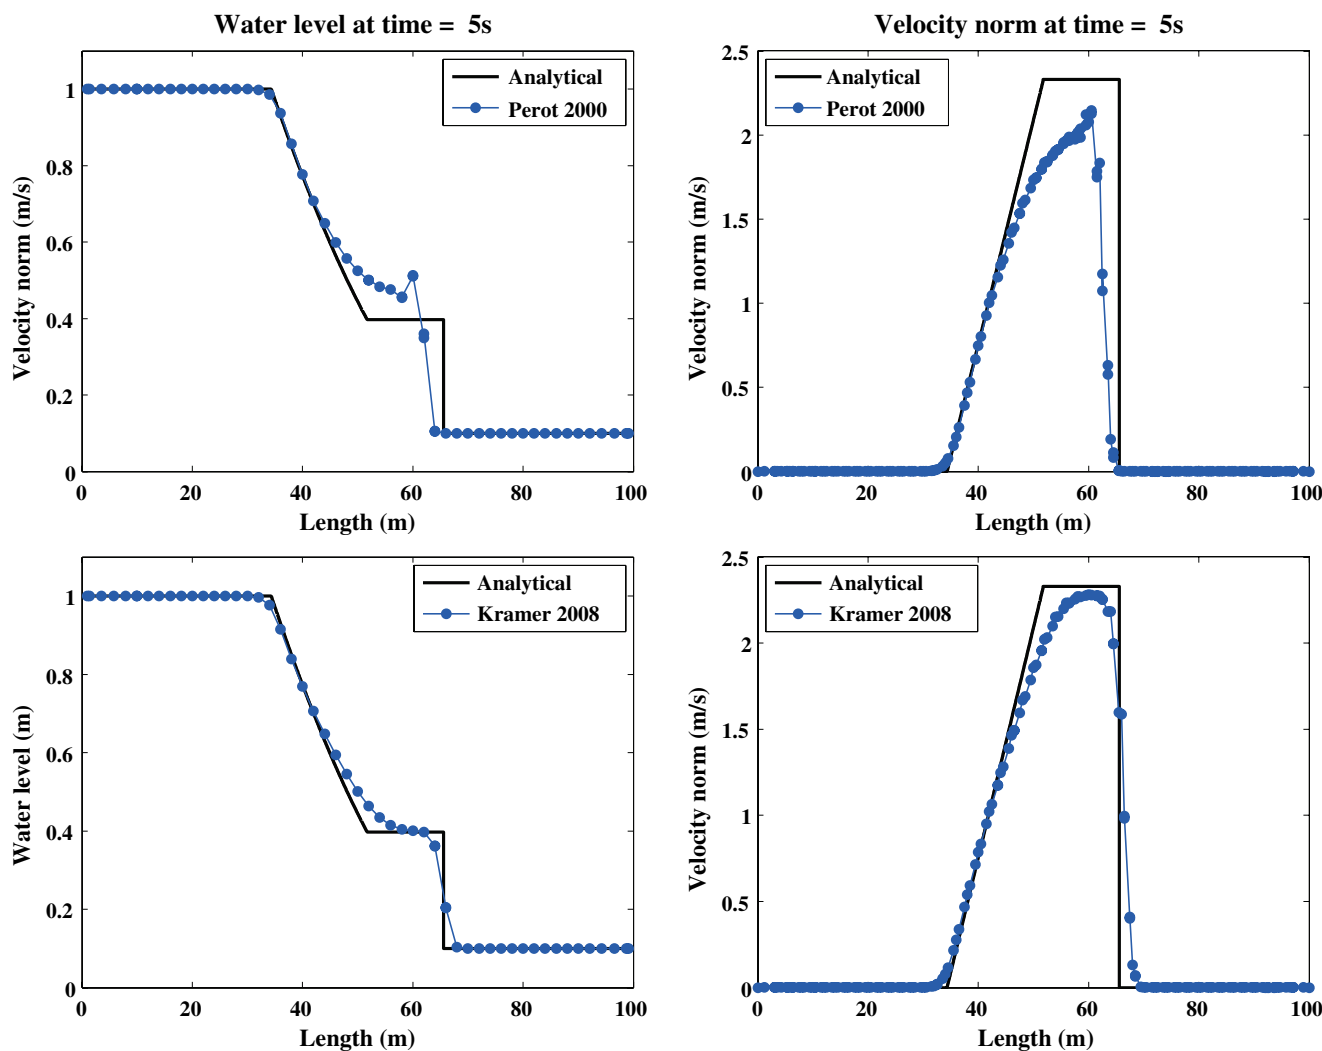 Water level at time = 5s
Velocity norm (m/s)
1
0.8
0.6
0.4
0.2
0
Analytical
Perot 2000
0 20 40 60 80 100
Length (m)
Velocity norm at time = 5s
Velocity norm (m/s)
2.5
2
1.5
1
0.5
0
Analytical
Perot 2000
0 20 40 60 80 100
Length (m)
Water level (m)
1
0.8
0.6
0.4
0.2
0
Analytical
Kramer 2008
0 20 40 60 80 100
Length (m)
Velocity norm (m/s)
2.5
2
1.5
1
0.5
0
Analytical
Kramer 2008
0 20 40 60 80 100
Length (m)